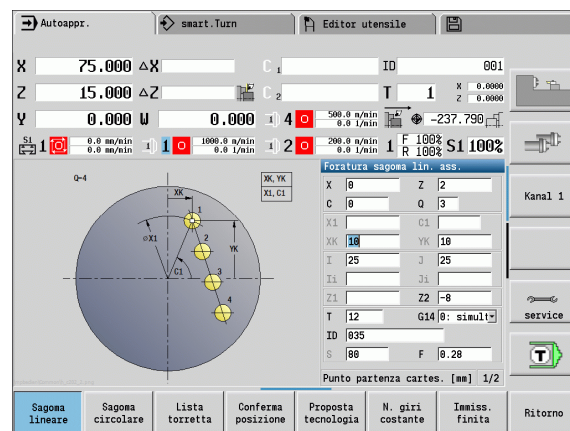 Autoappr. smart.Turn Editor utensile
X 75.000 △X C 1 ID 001
Z 15.000 △Z C 2 T 1 X 0.0000 Z 0.0000
Y 0.000 W 0.000 4 500.0 m/min 0.0 1/min -237.790
S1 1 0.0 mm/min 0.0 mm/min 1 1000.0 m/min 0.0 1/min 2 200.0 m/min 0.0 1/min 1 F 100% R 100% S1 100%
Foratura sagoma lin. ass.
Q=4
XK, YK
X1, C1
XK
1
øX1
2
YK
C1
3
4
X 0 Z 2
C 0 Q 3
X1 C1
XK 10 YK 10
I 25 J 25
Ii Ji
Z1 Z2 -8
T 12 G14 0: simult
ID 035
S 80 F 0.28
Punto partenza cartes. [mm] 1/2
Kanal 1
service
T
Sagoma lineare
Sagoma circolare
Lista torretta
Conferma posizione
Proposta tecnologia
N. giri costante
Immiss. finita
Ritorno